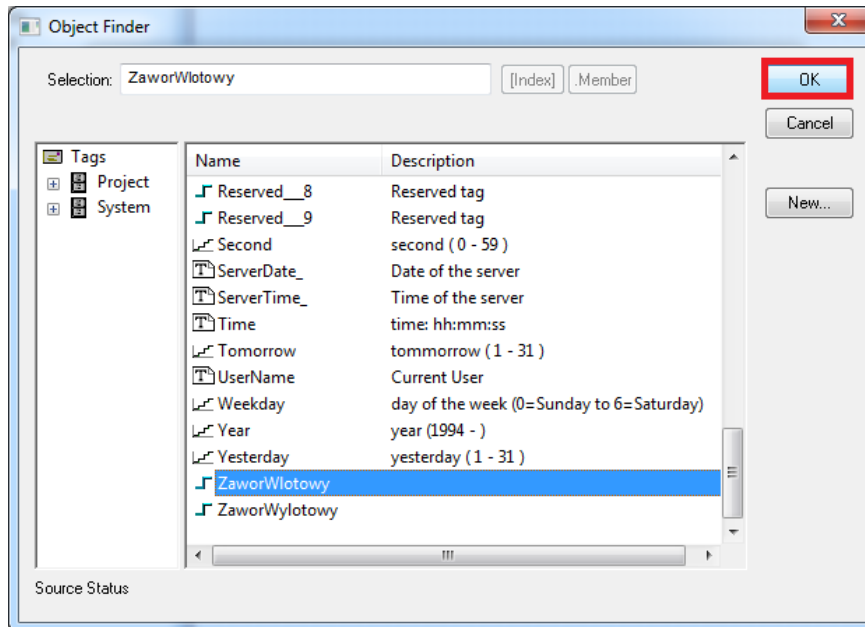 Object Finder
Selection: ZaworWlotowy [Index] .Member OK
Cancel
New...
Tags
Project
System
Name Description
Reserved__8 Reserved tag
Reserved__9 Reserved tag
Second second ( 0 - 59 )
ServerDate_ Date of the server
ServerTime_ Time of the server
Time time: hh:mm:ss
Tomorrow tommorrow ( 1 - 31 )
UserName Current User
Weekday day of the week (0=Sunday to 6=Saturday)
Year year (1994 - )
Yesterday yesterday ( 1 - 31 )
ZaworWlotowy
ZaworWylotowy
Source Status